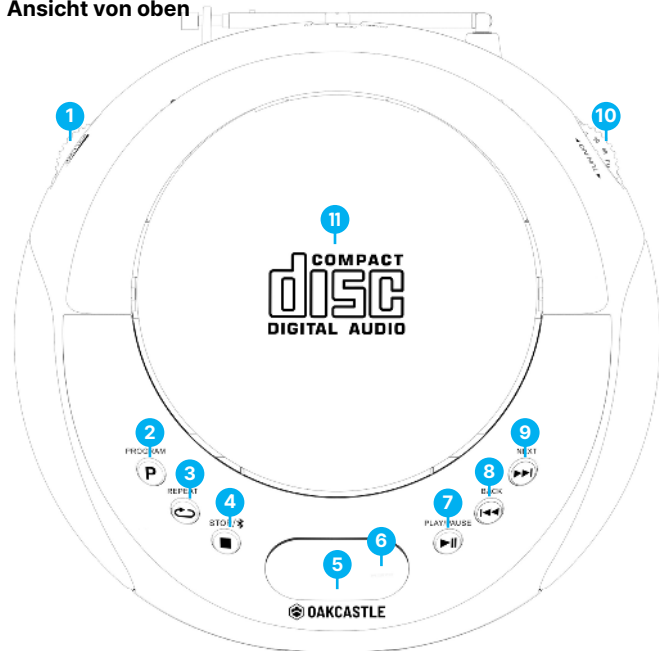 Ansicht von oben
1
10
11
COMPACT
disc
DIGITAL AUDIO
9
2
NEXT
PROGRAM
P
8
3
BACK
REPEAT
7
4
PLAY/PAUSE
STOP/
6
5
OAKCASTLE